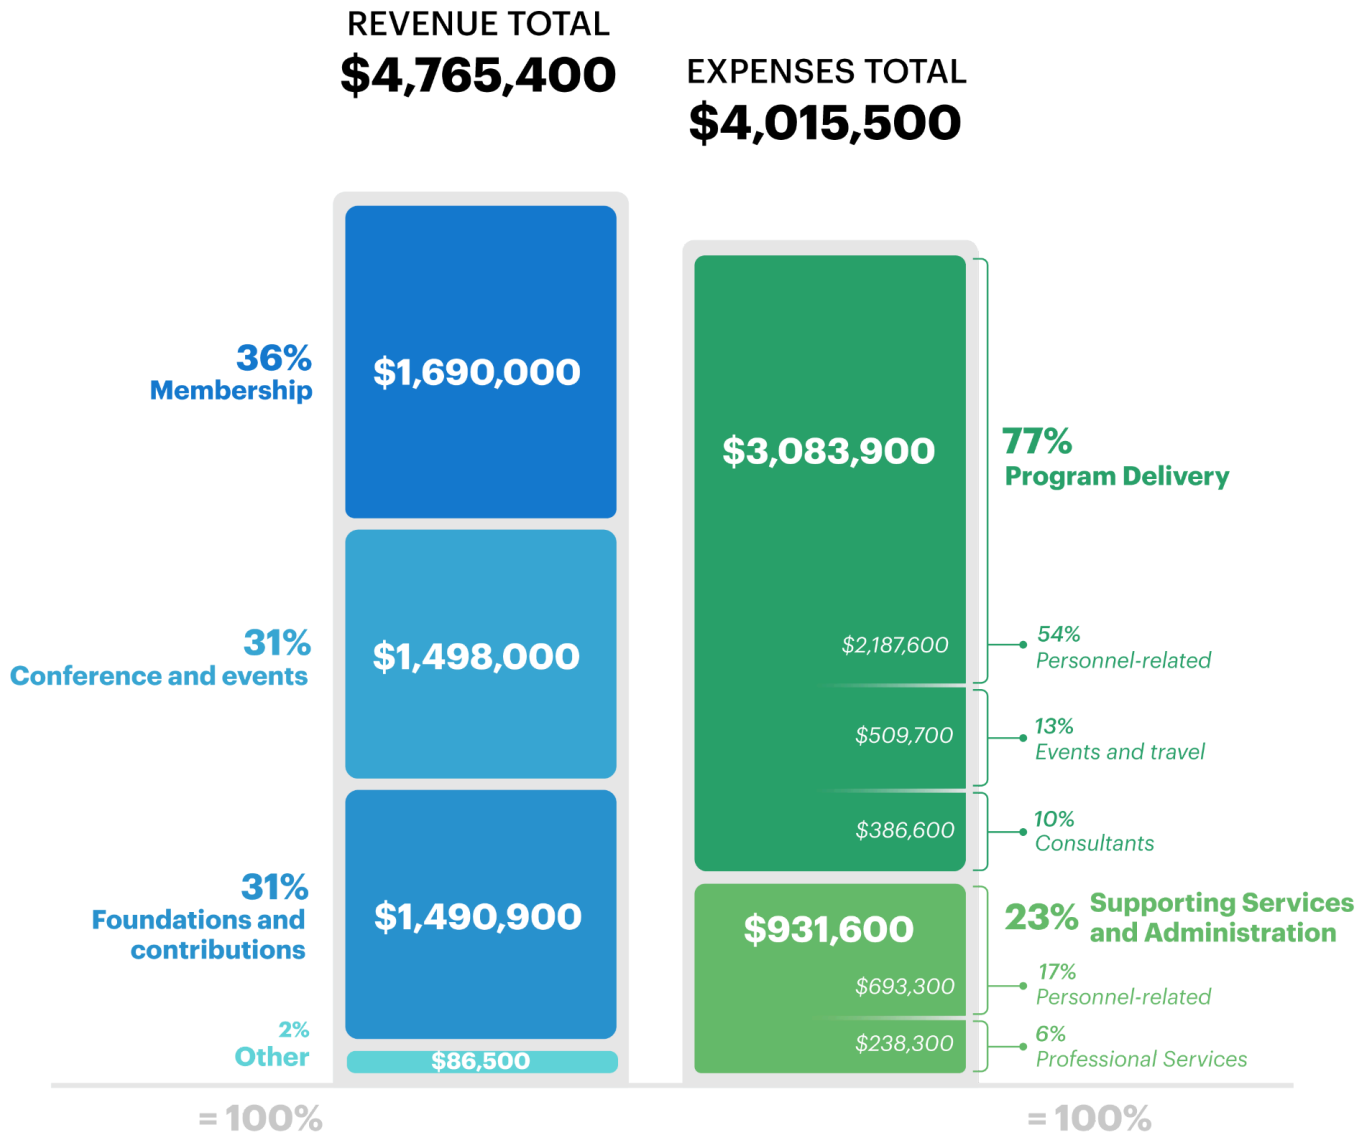 REVENUE TOTAL
$4,765,400
EXPENSES TOTAL
$4,015,500
36%
Membership
$1,690,000
31%
Conference and events
$1,498,000
31%
Foundations and
contributions
$1,490,900
2%
Other
$86,500
= 100%
$3,083,900
77%
Program Delivery
$2,187,600
54%
Personnel-related
$509,700
13%
Events and travel
$386,600
10%
Consultants
$931,600
23%
Supporting Services
and Administration
$693,300
17%
Personnel-related
$238,300
6%
Professional Services
= 100%